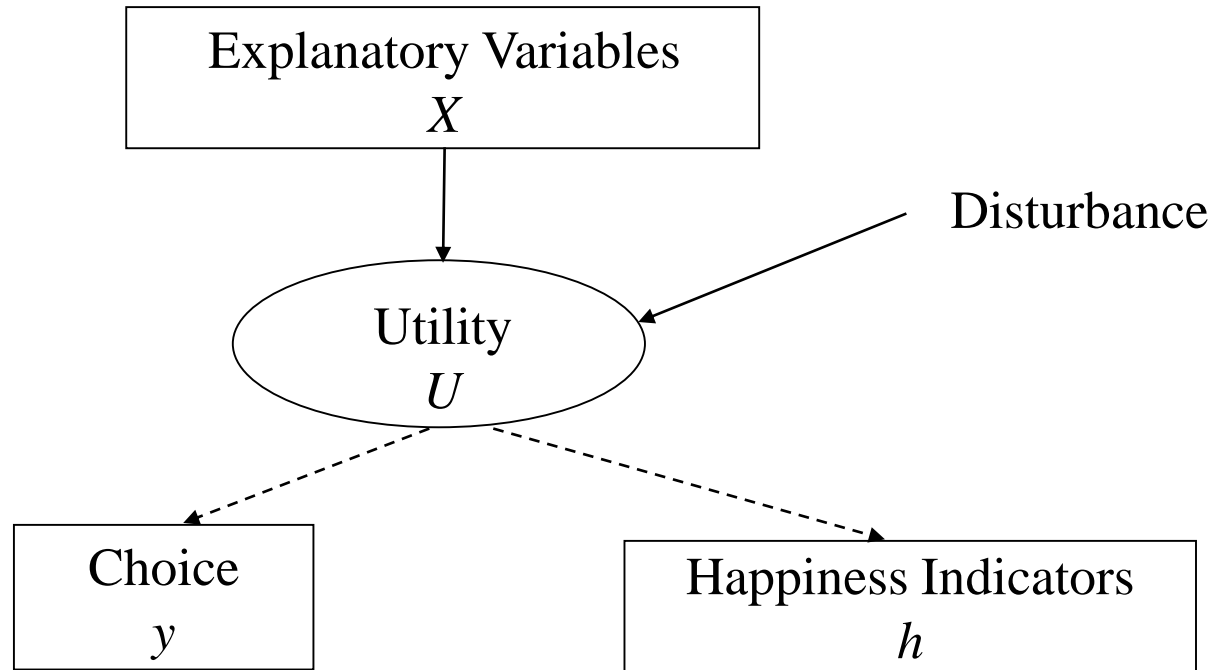 Explanatory Variables
X
Disturbance
Utility
U
Choice
y
Happiness Indicators
h